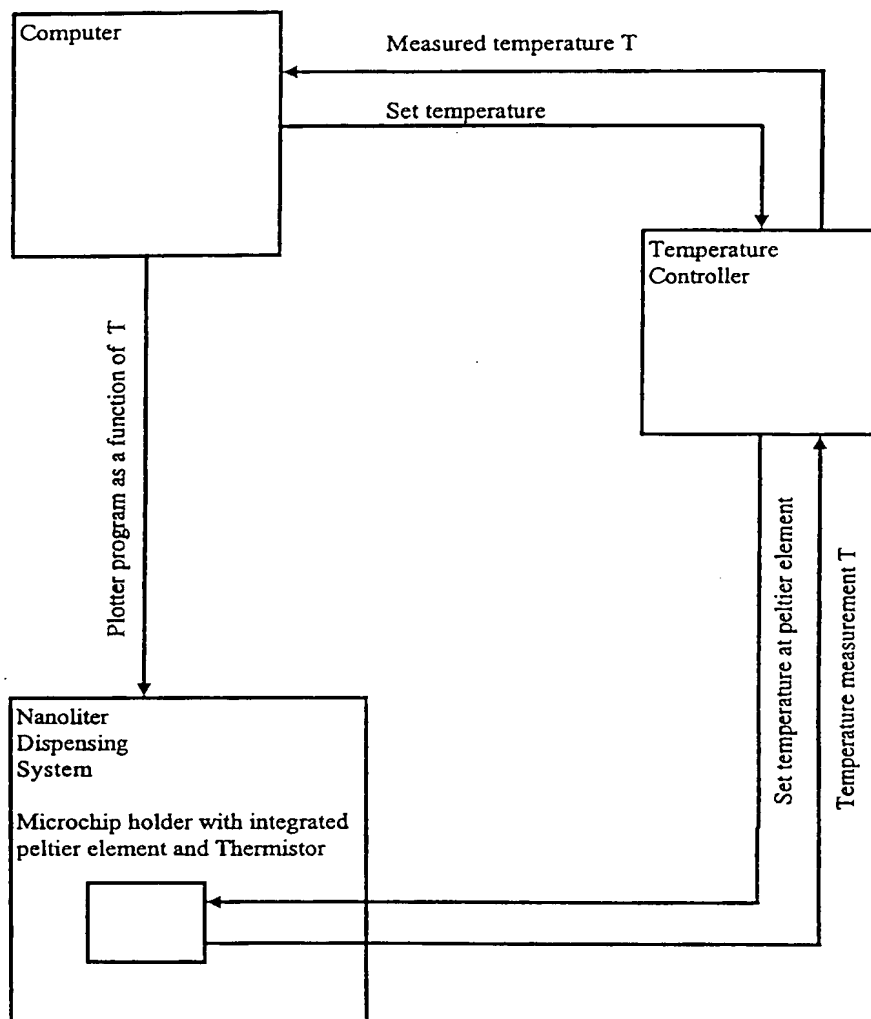 Computer
Measured temperature T
Set temperature
Temperature
Controller
Plotter program as a function of T
Set temperature at peltier element
Temperature measurement T
Nanoliter
Dispensing
System
Microchip holder with integrated
peltier element and Thermistor